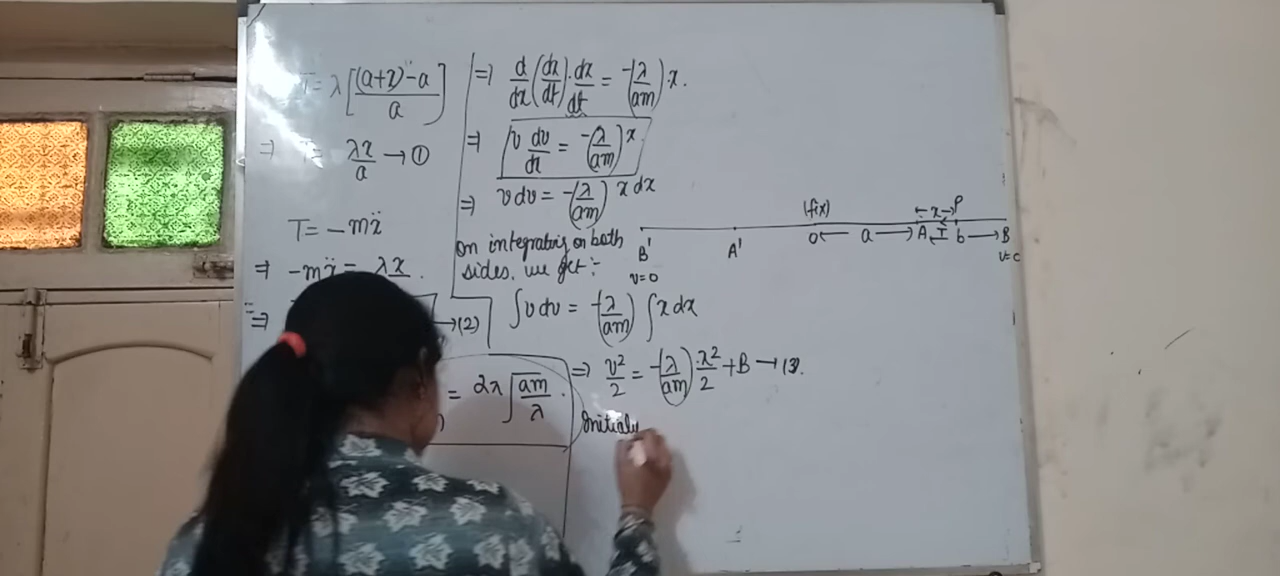 T = λ[((a+x)-a)/a]
⇒ T = λx/a → ①
T = -mẍ
⇒ -mẍ = λx
⇒ → (2)
= 2π√(am/λ).
⇒ d/dx (dx/dt) . dx/dt = -(λ/am) x.
⇒ v dv/dx = -(λ/am) x
⇒ v dv = -(λ/am) x dx
On integrating on both
sides, we get:-
∫ v dv = -(λ/am) ∫ x dx
⇒ v²/2 = -(λ/am) . x²/2 + B → (3).
Initialy
(fix) ← x → P
B' A' O ← a → A ← T b → B
v=0 v=0